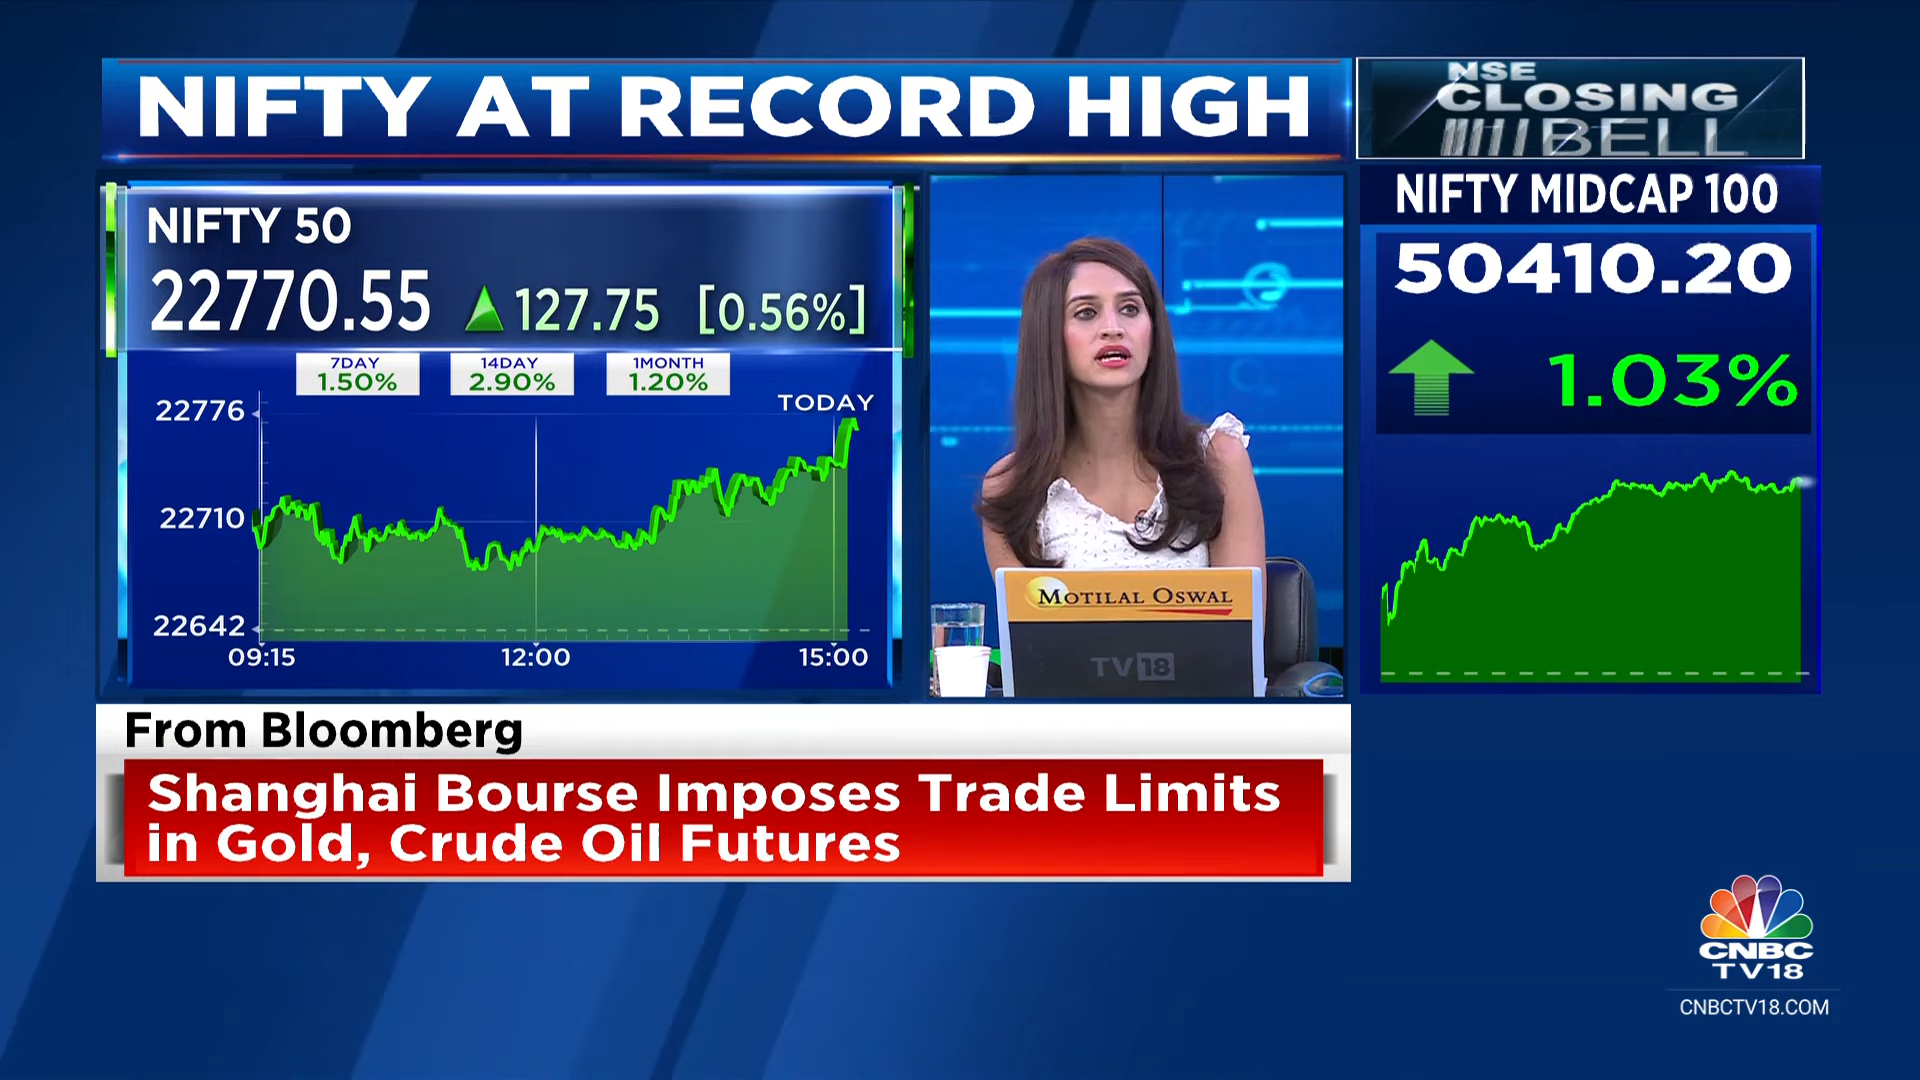 NIFTY AT RECORD HIGH
NSE
CLOSING
BELL
NIFTY 50
22770.55 ▲ 127.75 [0.56%]
7DAY
1.50%
14DAY
2.90%
1MONTH
1.20%
TODAY
22776
22710
22642
09:15 12:00 15:00
MOTILAL OSWAL
TV18
NIFTY MIDCAP 100
50410.20
1.03%
From Bloomberg
Shanghai Bourse Imposes Trade Limits
in Gold, Crude Oil Futures
CNBC
TV18
CNBCTV18.COM